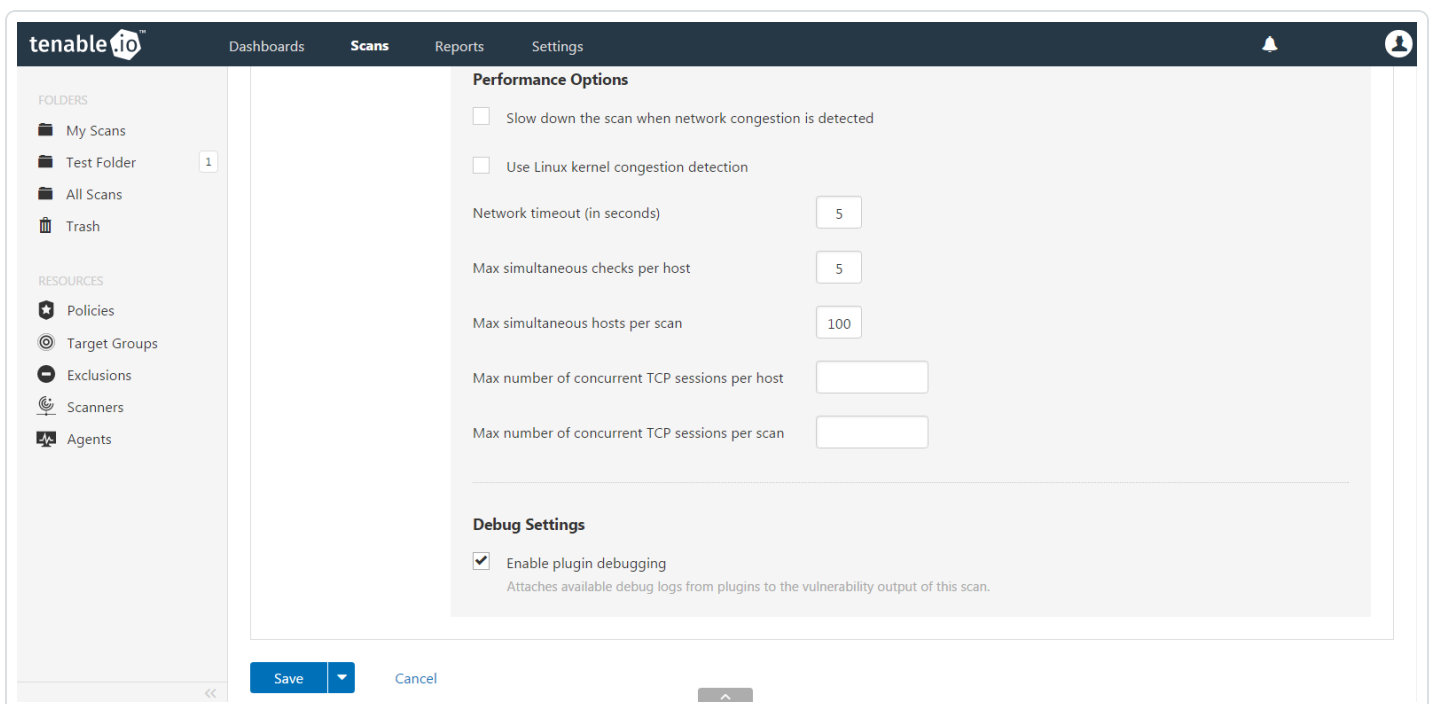 tenable.io™
Dashboards Scans Reports Settings
FOLDERS
My Scans
Test Folder 1
All Scans
Trash
RESOURCES
Policies
Target Groups
Exclusions
Scanners
Agents
Performance Options
Slow down the scan when network congestion is detected
Use Linux kernel congestion detection
Network timeout (in seconds) 5
Max simultaneous checks per host 5
Max simultaneous hosts per scan 100
Max number of concurrent TCP sessions per host
Max number of concurrent TCP sessions per scan
Debug Settings
Enable plugin debugging
Attaches available debug logs from plugins to the vulnerability output of this scan.
Save Cancel